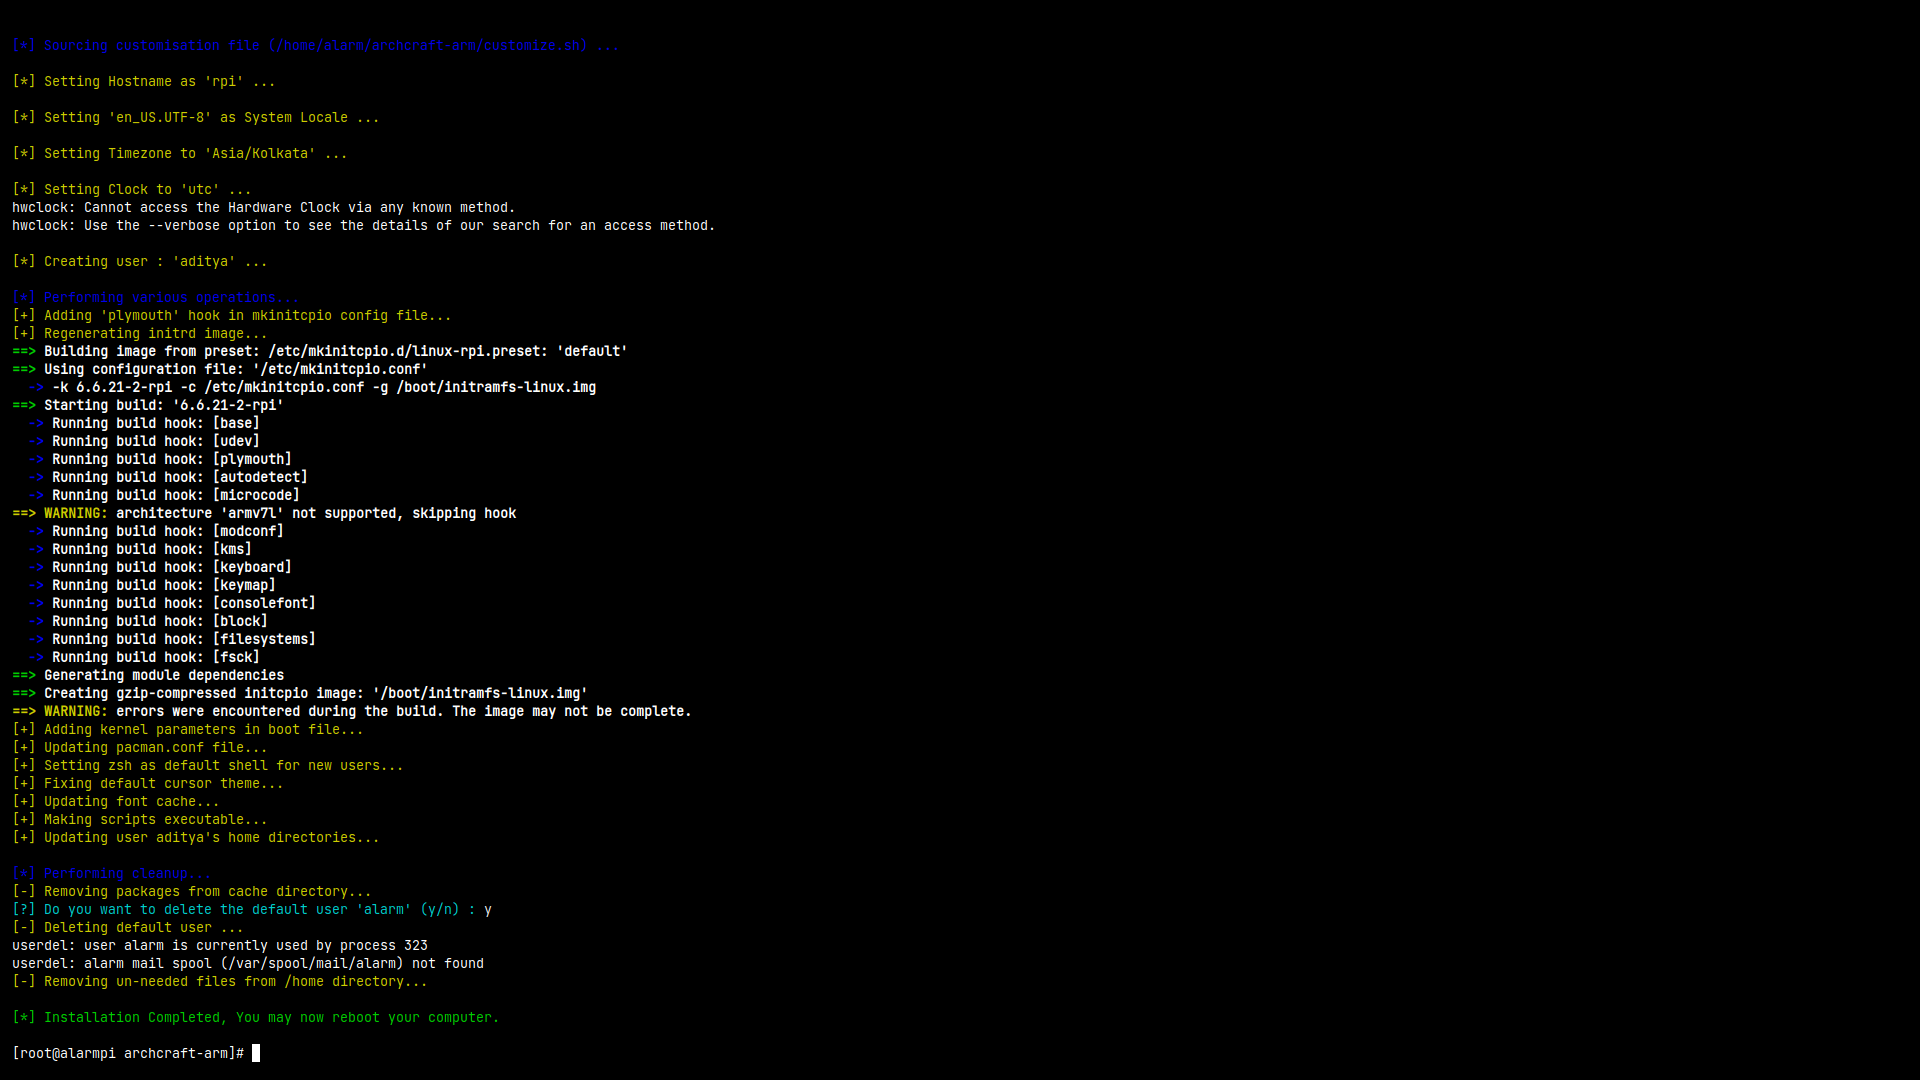 [*] Sourcing customisation file (/home/alarm/archcraft-arm/customize.sh) ...
[*] Setting Hostname as 'rpi' ...
[*] Setting 'en_US.UTF-8' as System Locale ...
[*] Setting Timezone to 'Asia/Kolkata' ...
[*] Setting Clock to 'utc' ...
hwclock: Cannot access the Hardware Clock via any known method.
hwclock: Use the --verbose option to see the details of our search for an access method.
[*] Creating user : 'aditya' ...
[*] Performing various operations...
[+] Adding 'plymouth' hook in mkinitcpio config file...
[+] Regenerating initrd image...
==> Building image from preset: /etc/mkinitcpio.d/linux-rpi.preset: 'default'
==> Using configuration file: '/etc/mkinitcpio.conf'
  -> -k 6.6.21-2-rpi -c /etc/mkinitcpio.conf -g /boot/initramfs-linux.img
==> Starting build: '6.6.21-2-rpi'
  -> Running build hook: [base]
  -> Running build hook: [udev]
  -> Running build hook: [plymouth]
  -> Running build hook: [autodetect]
  -> Running build hook: [microcode]
==> WARNING: architecture 'armv7l' not supported, skipping hook
  -> Running build hook: [modconf]
  -> Running build hook: [kms]
  -> Running build hook: [keyboard]
  -> Running build hook: [keymap]
  -> Running build hook: [consolefont]
  -> Running build hook: [block]
  -> Running build hook: [filesystems]
  -> Running build hook: [fsck]
==> Generating module dependencies
==> Creating gzip-compressed initcpio image: '/boot/initramfs-linux.img'
==> WARNING: errors were encountered during the build. The image may not be complete.
[+] Adding kernel parameters in boot file...
[+] Updating pacman.conf file...
[+] Setting zsh as default shell for new users...
[+] Fixing default cursor theme...
[+] Updating font cache...
[+] Making scripts executable...
[+] Updating user aditya's home directories...
[*] Performing cleanup...
[-] Removing packages from cache directory...
[?] Do you want to delete the default user 'alarm' (y/n) : y
[-] Deleting default user ...
userdel: user alarm is currently used by process 323
userdel: alarm mail spool (/var/spool/mail/alarm) not found
[-] Removing un-needed files from /home directory...
[*] Installation Completed, You may now reboot your computer.
[root@alarmpi archcraft-arm]#